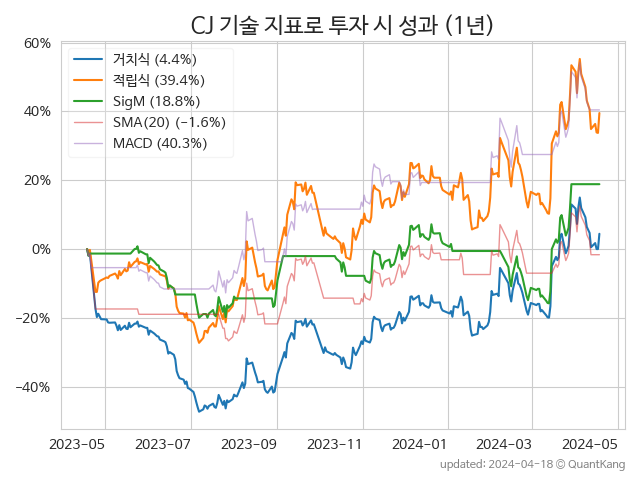 CJ 기술 지표로 투자 시 성과 (1년)
60%
40%
20%
0%
−20%
−40%
거치식 (4.4%)
적립식 (39.4%)
SigM (18.8%)
SMA(20) (−1.6%)
MACD (40.3%)
2023-05 2023-07 2023-09 2023-11 2024-01 2024-03 2024-05
updated: 2024-04-18 © QuantKang